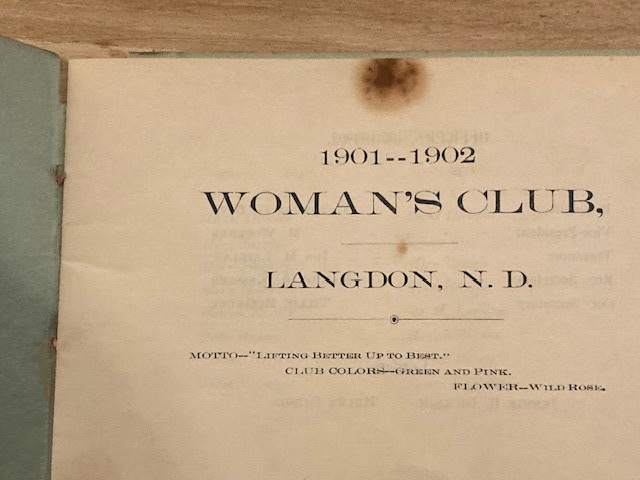 1901--1902
WOMAN'S CLUB,
LANGDON, N. D.
MOTTO--"LIFTING BETTER UP TO BEST."
CLUB COLORS--GREEN AND PINK.
FLOWER--WILD ROSE.